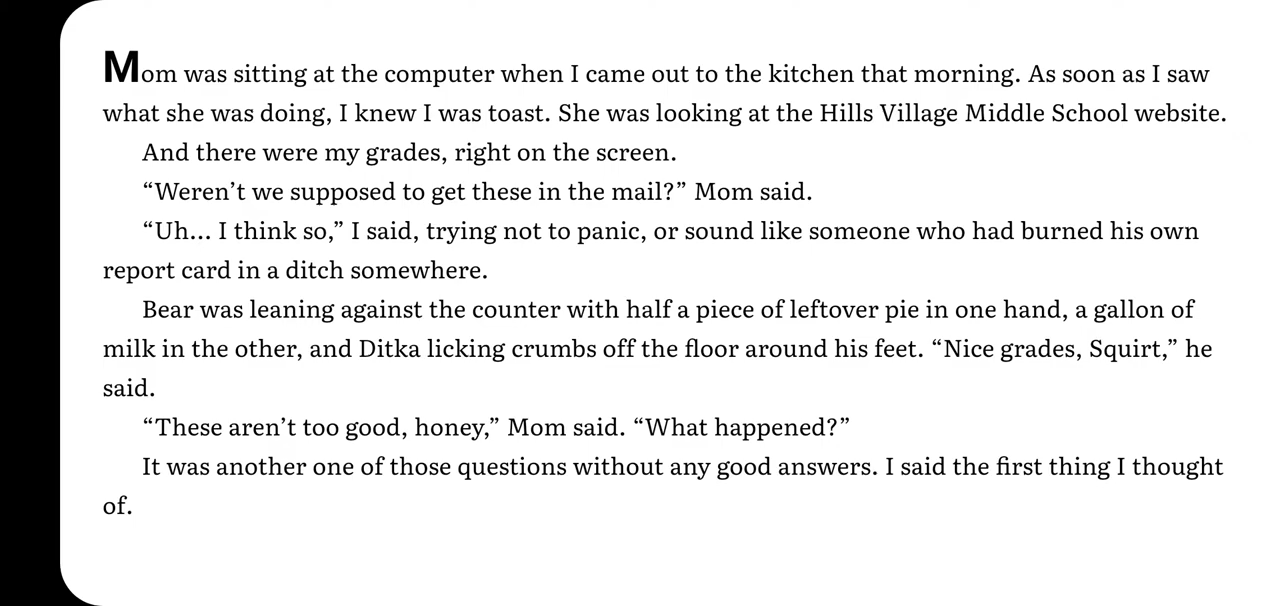 Mom was sitting at the computer when I came out to the kitchen that morning. As soon as I saw
what she was doing, I knew I was toast. She was looking at the Hills Village Middle School website.
And there were my grades, right on the screen.
“Weren’t we supposed to get these in the mail?” Mom said.
“Uh... I think so,” I said, trying not to panic, or sound like someone who had burned his own
report card in a ditch somewhere.
Bear was leaning against the counter with half a piece of leftover pie in one hand, a gallon of
milk in the other, and Ditka licking crumbs off the floor around his feet. “Nice grades, Squirt,” he
said.
“These aren’t too good, honey,” Mom said. “What happened?”
It was another one of those questions without any good answers. I said the first thing I thought
of.